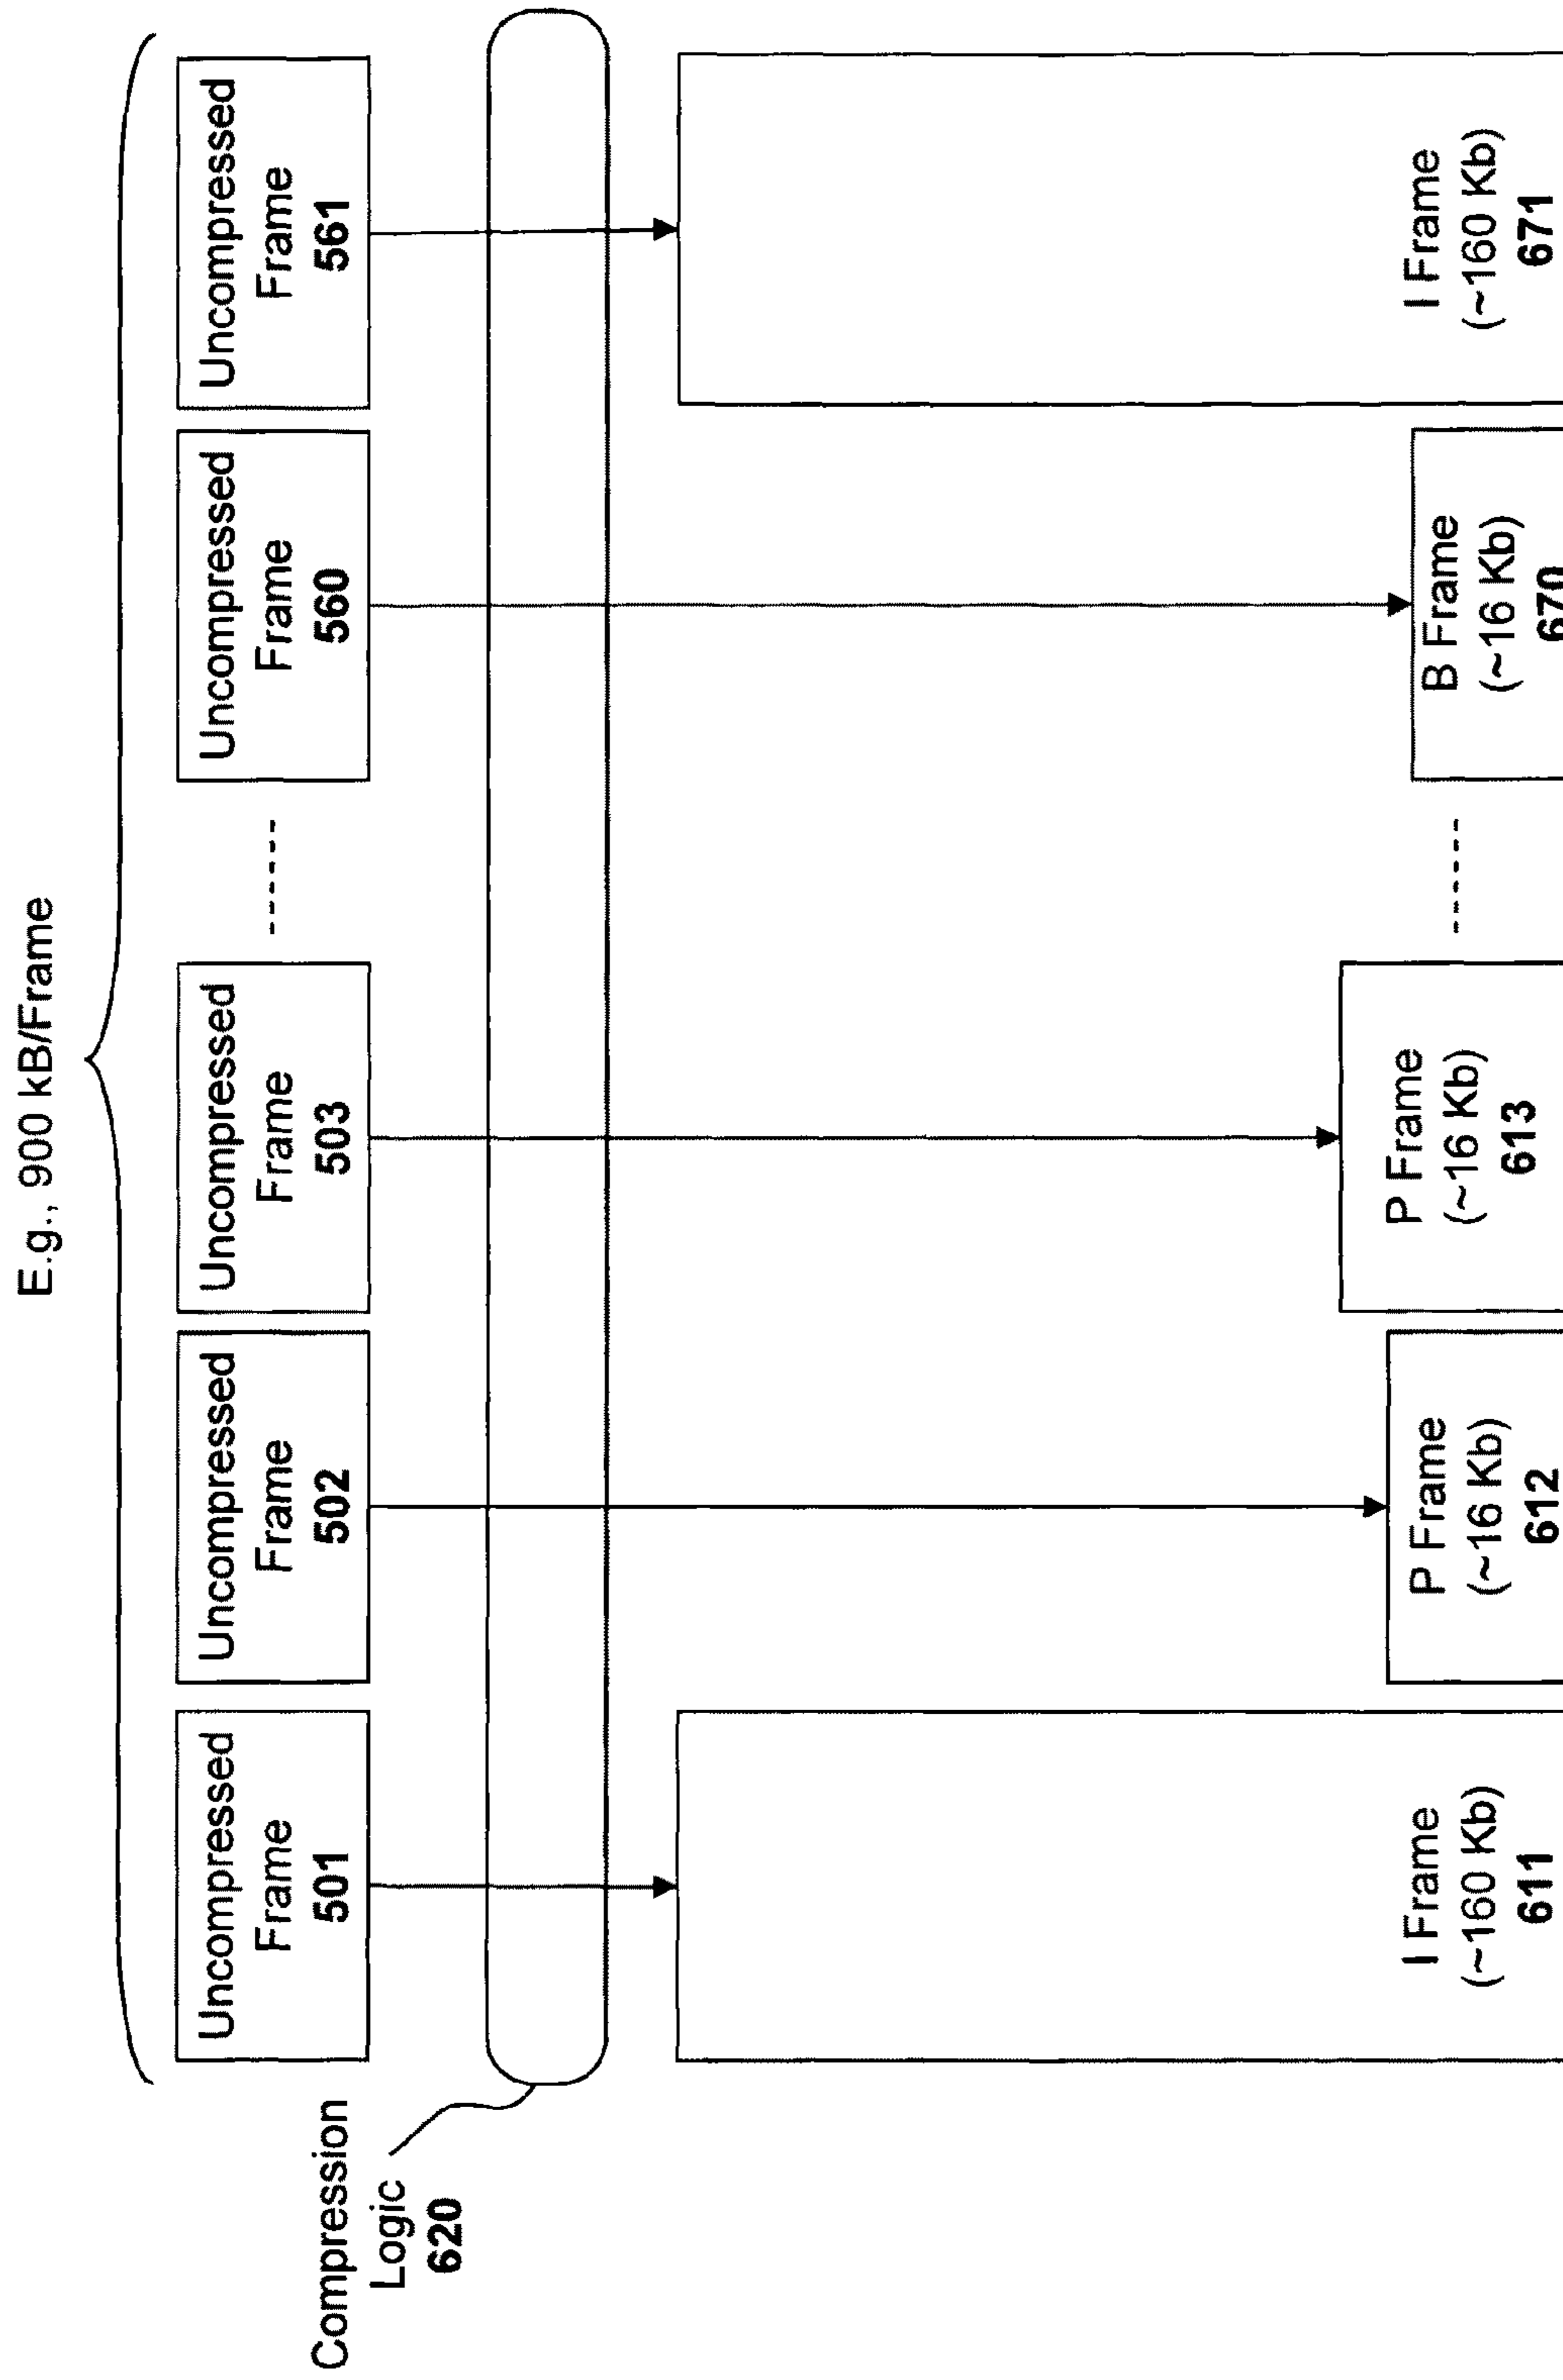 E.g., 900 kB/Frame
Uncompressed
Frame
501
Uncompressed
Frame
502
Uncompressed
Frame
503
------
Uncompressed
Frame
560
Uncompressed
Frame
561
Compression
Logic
620
I Frame
(~160 Kb)
611
P Frame
(~16 Kb)
612
P Frame
(~16 Kb)
613
------
B Frame
(~16 Kb)
670
I Frame
(~160 Kb)
671